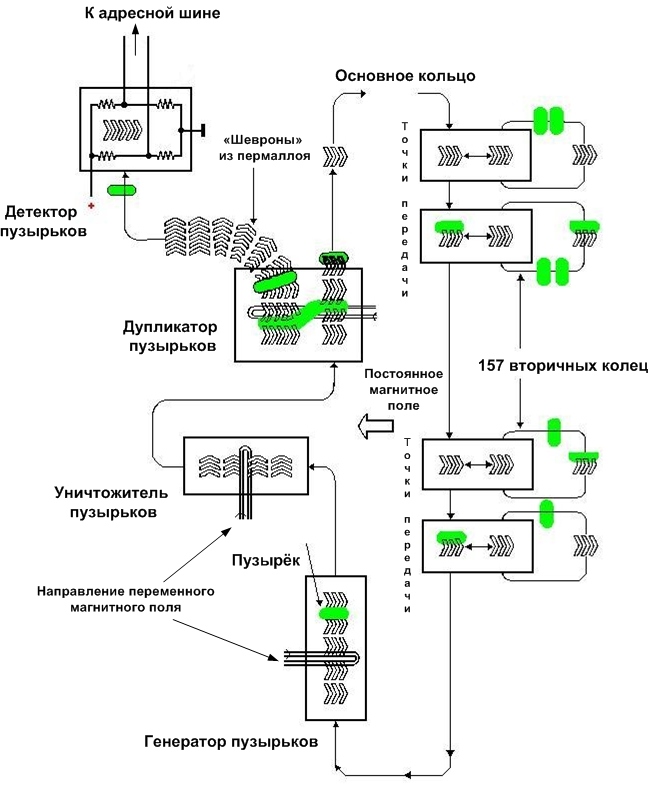 К адресной шине
Основное кольцо
«Шевроны»
из пермаллоя
Точки передачи
Детектор
пузырьков
+
Дупликатор
пузырьков
157 вторичных колец
Постоянное
магнитное
поле
Точки передачи
Уничтожитель
пузырьков
Пузырёк
Направление переменного
магнитного поля
Генератор пузырьков